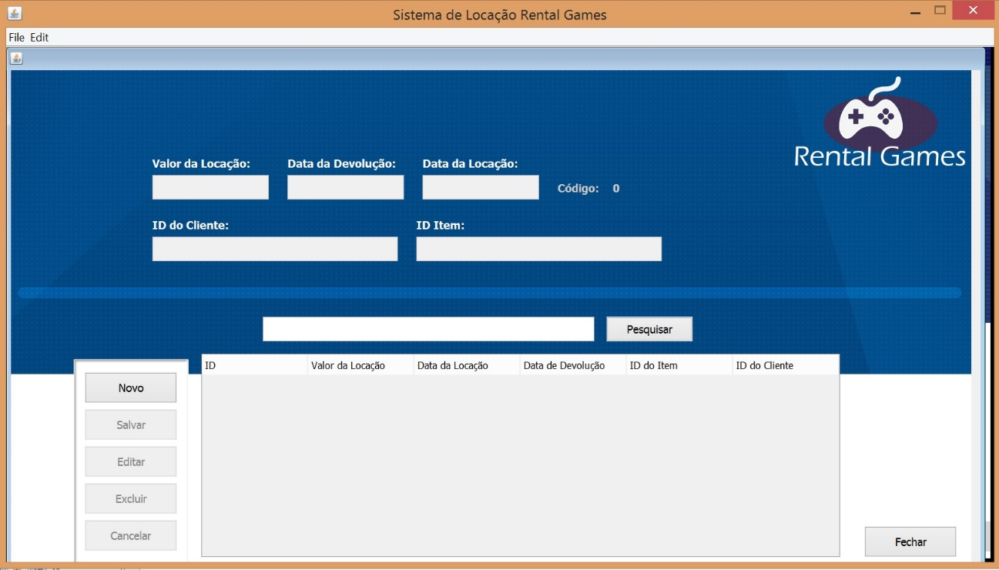 Sistema de Locação Rental Games
File Edit
Rental Games
Valor da Locação: Data da Devolução: Data da Locação:
Código: 0
ID do Cliente: ID Item:
Pesquisar
ID Valor da Locação Data da Locação Data de Devolução ID do Item ID do Cliente
Novo
Salvar
Editar
Excluir
Cancelar
Fechar